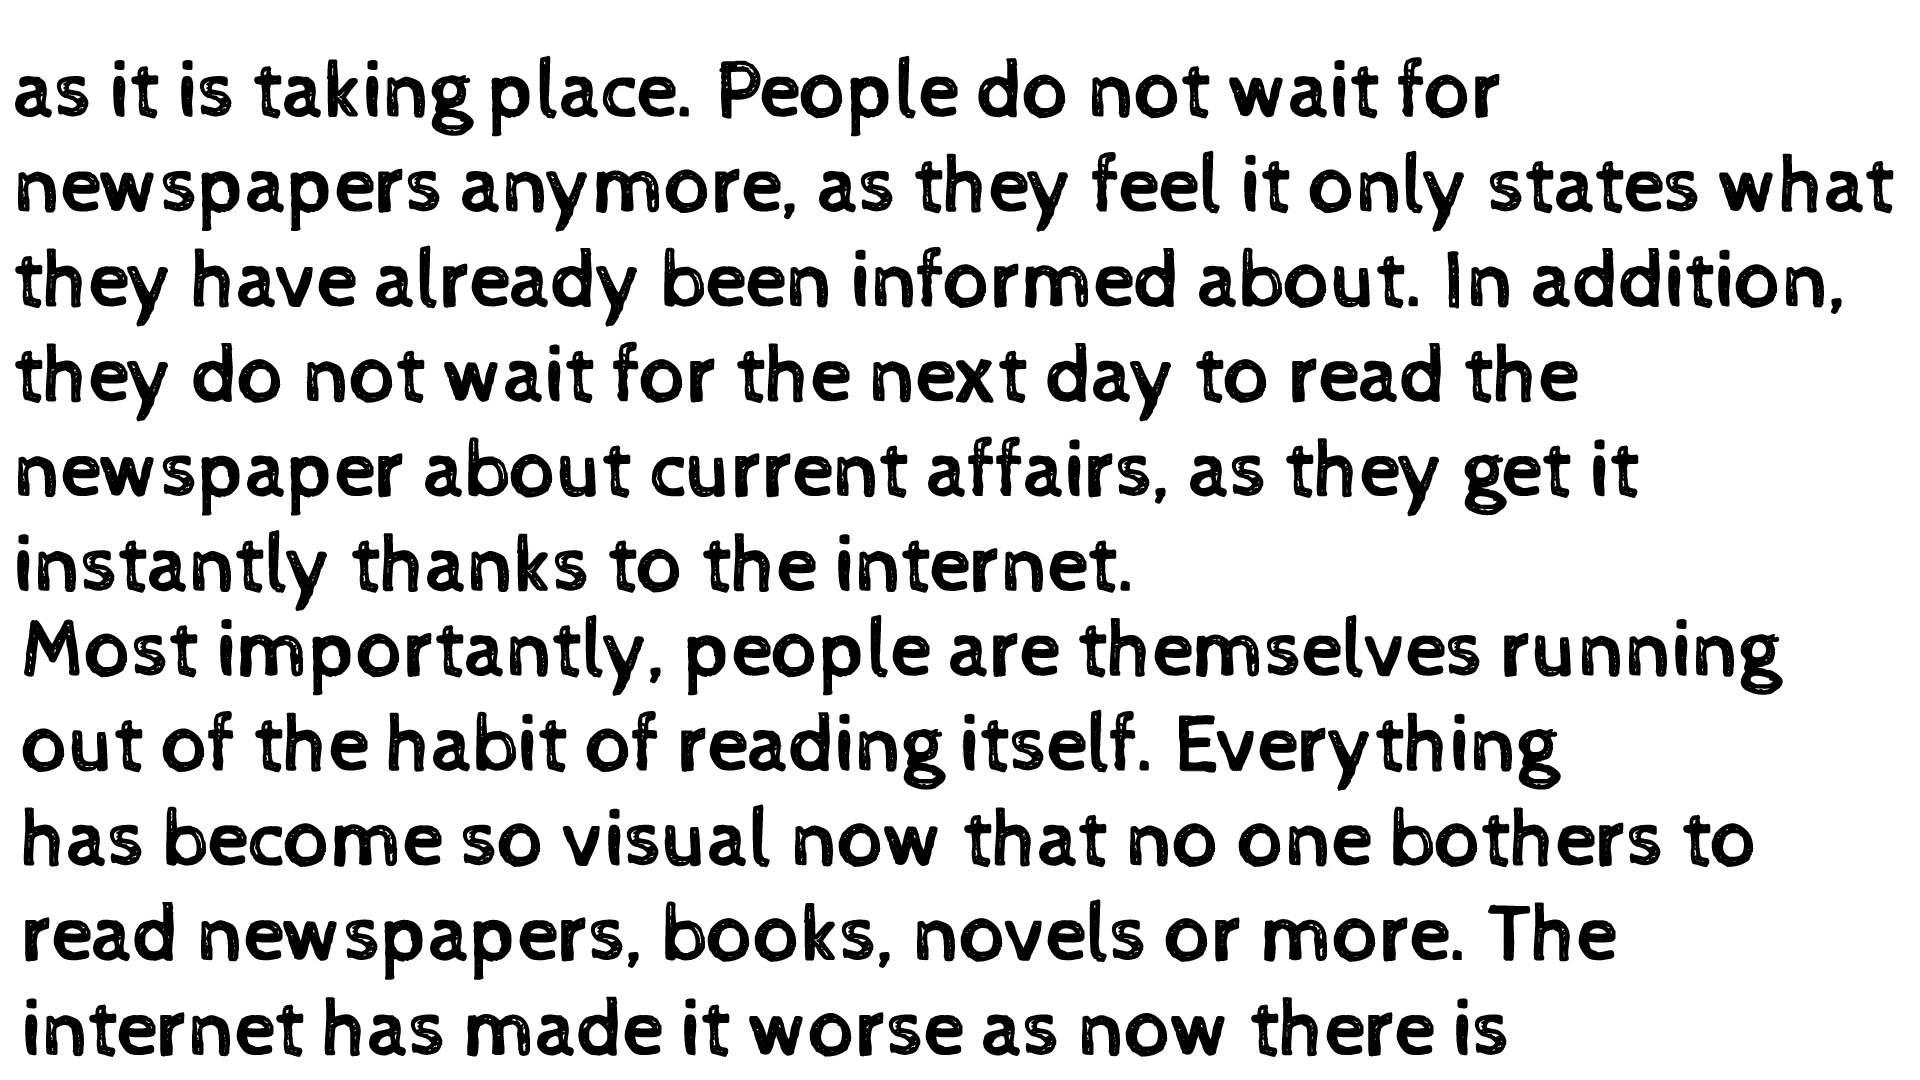 as it is taking place. People do not wait for
newspapers anymore, as they feel it only states what
they have already been informed about. In addition,
they do not wait for the next day to read the
newspaper about current affairs, as they get it
instantly thanks to the internet.
Most importantly, people are themselves running
out of the habit of reading itself. Everything
has become so visual now that no one bothers to
read newspapers, books, novels or more. The
internet has made it worse as now there is